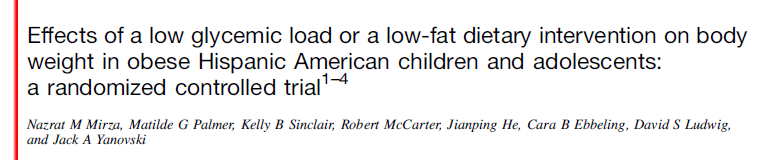 Effects of a low glycemic load or a low-fat dietary intervention on body
weight in obese Hispanic American children and adolescents:
a randomized controlled trial¹⁻⁴
Nazrat M Mirza, Matilde G Palmer, Kelly B Sinclair, Robert McCarter, Jianping He, Cara B Ebbeling, David S Ludwig,
and Jack A Yanovski